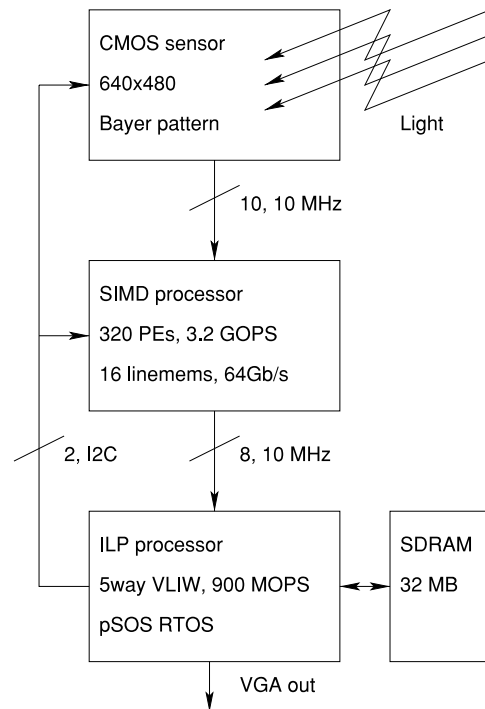 CMOS sensor
640x480
Bayer pattern
Light
10, 10 MHz
SIMD processor
320 PEs, 3.2 GOPS
16 linemems, 64Gb/s
2, I2C
8, 10 MHz
ILP processor
5way VLIW, 900 MOPS
pSOS RTOS
SDRAM
32 MB
VGA out